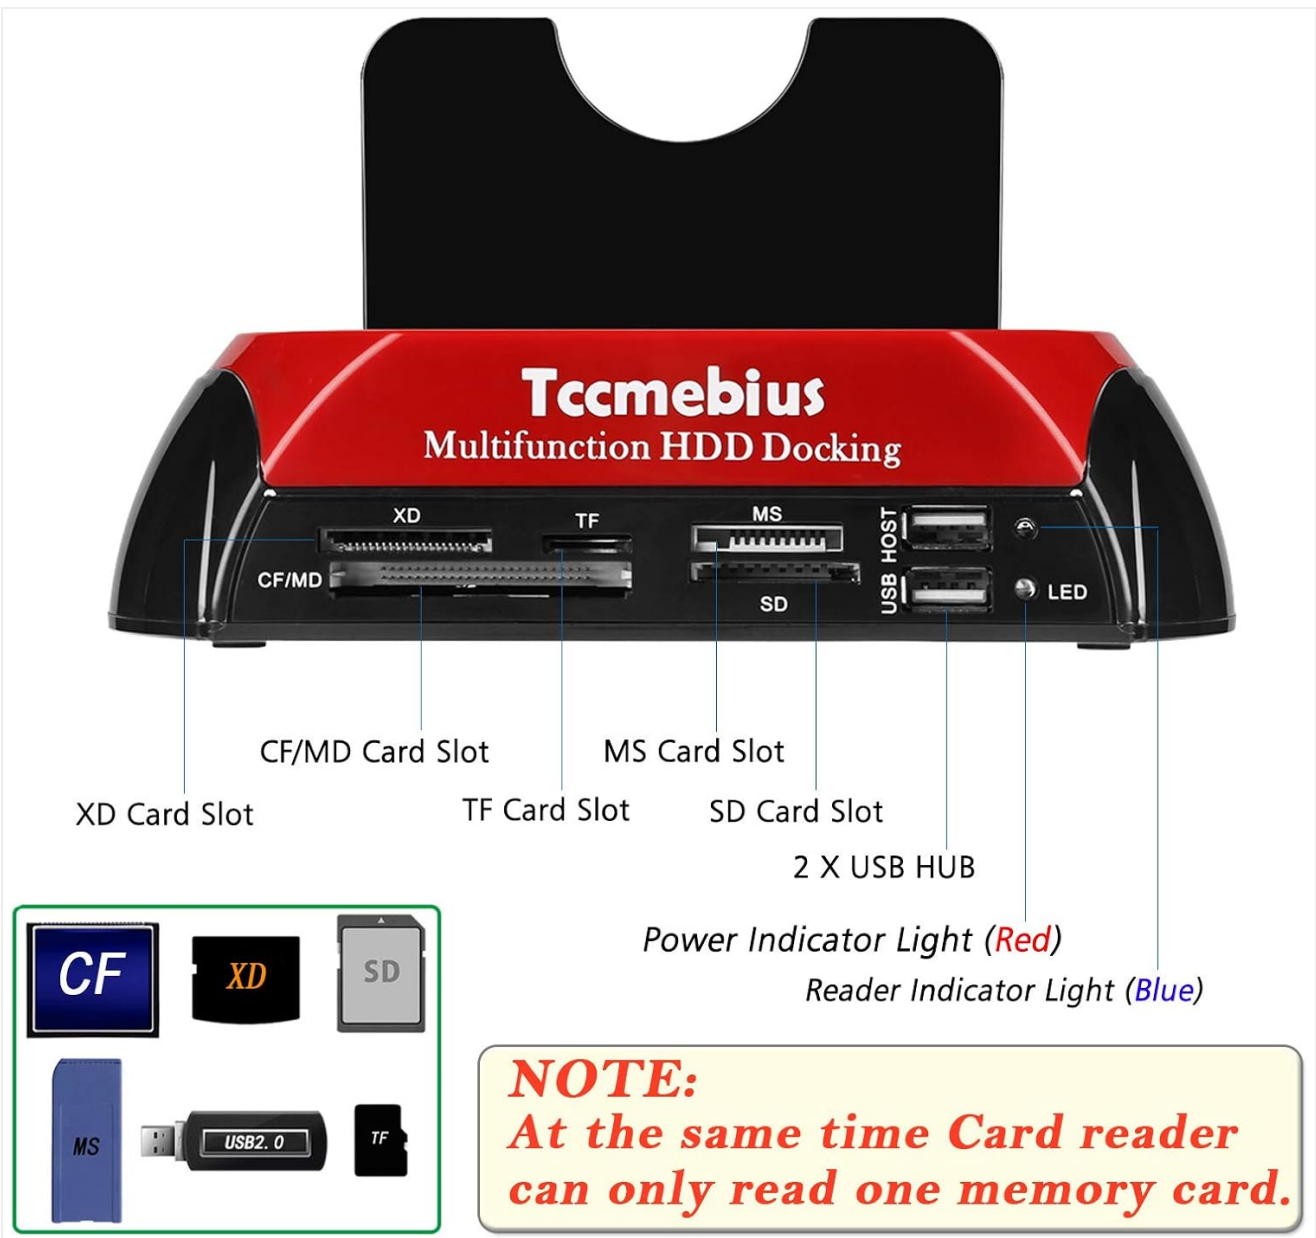 Tccmebius
Multifunction HDD Docking
XD
TF
MS
CF/MD
SD
USB HOST
LED
CF/MD Card Slot
MS Card Slot
XD Card Slot
TF Card Slot
SD Card Slot
2 X USB HUB
Power Indicator Light (Red)
Reader Indicator Light (Blue)
CF
XD
SD
MS
USB2.0
TF
NOTE:
At the same time Card reader
can only read one memory card.